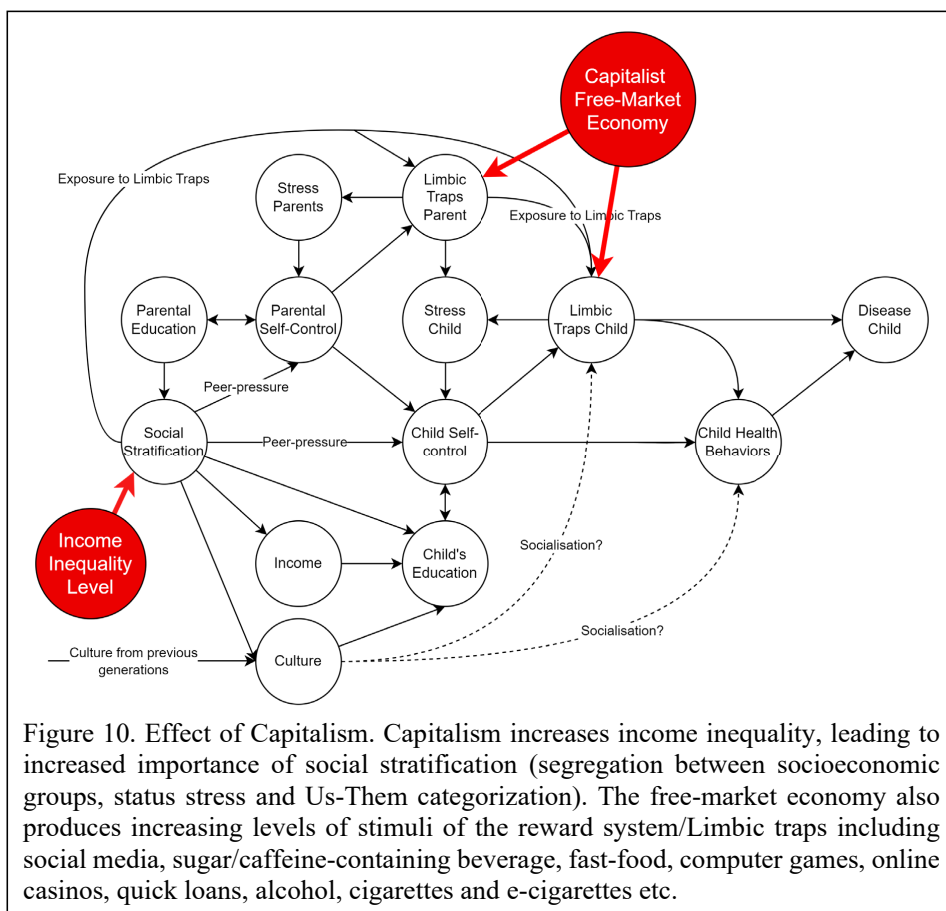 Capitalist
Free-Market
Economy
Exposure to Limbic Traps
Stress
Parents
Limbic
Traps
Parent
Exposure to Limbic Traps
Parental
Education
Parental
Self-Control
Stress
Child
Limbic
Traps Child
Disease
Child
Peer-pressure
Social
Stratification
Peer-pressure
Child Self-
control
Child Health
Behaviors
Income
Inequality
Level
Income
Child's
Education
Socialisation?
Culture from previous
generations
Culture
Socialisation?
Figure 10. Effect of Capitalism. Capitalism increases income inequality, leading to
increased importance of social stratification (segregation between socioeconomic
groups, status stress and Us-Them categorization). The free-market economy also
produces increasing levels of stimuli of the reward system/Limbic traps including
social media, sugar/caffeine-containing beverage, fast-food, computer games, online
casinos, quick loans, alcohol, cigarettes and e-cigarettes etc.